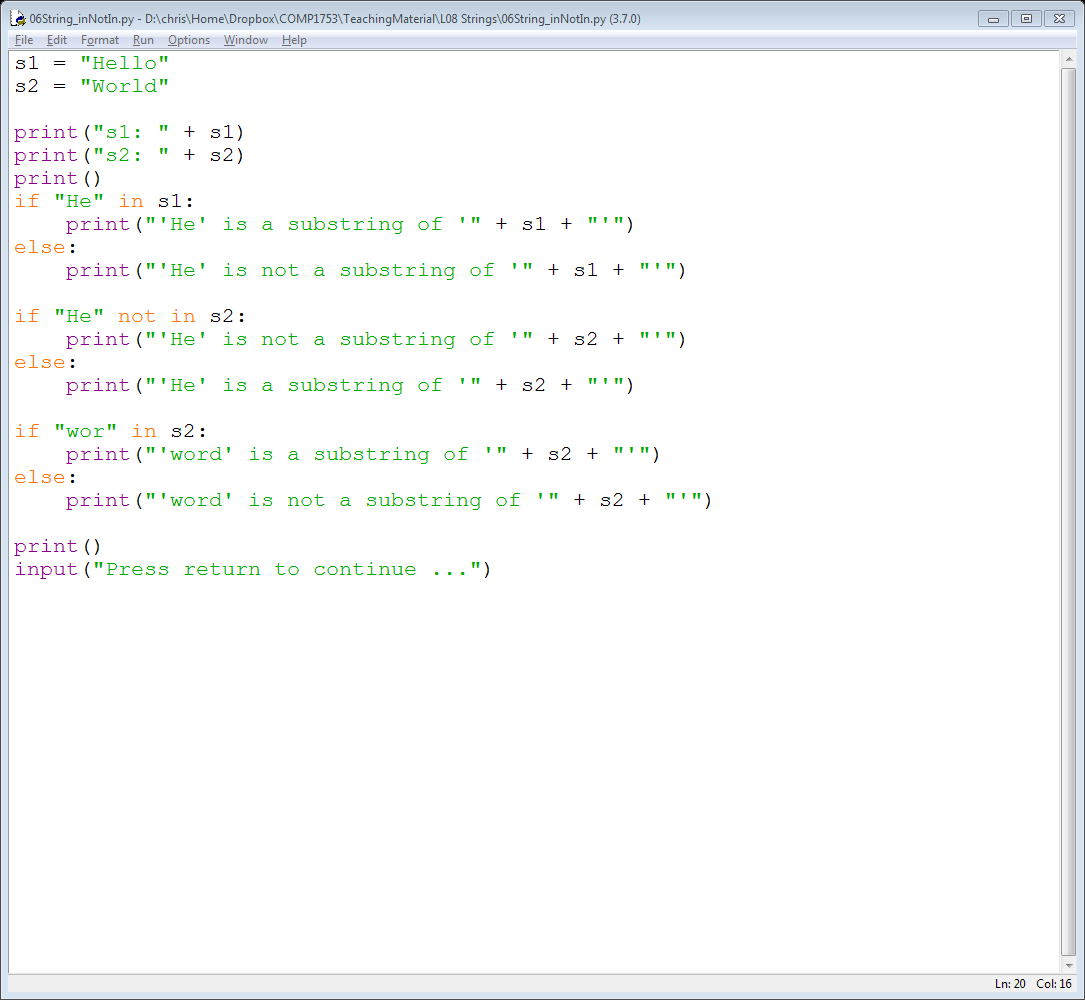 06String_inNotIn.py - D:\chris\Home\Dropbox\COMP1753\TeachingMaterial\L08 Strings\06String_inNotIn.py (3.7.0)
File Edit Format Run Options Window Help
s1 = "Hello"
s2 = "World"

print("s1: " + s1)
print("s2: " + s2)
print()
if "He" in s1:
    print("'He' is a substring of '" + s1 + "'")
else:
    print("'He' is not a substring of '" + s1 + "'")

if "He" not in s2:
    print("'He' is not a substring of '" + s2 + "'")
else:
    print("'He' is a substring of '" + s2 + "'")

if "wor" in s2:
    print("'word' is a substring of '" + s2 + "'")
else:
    print("'word' is not a substring of '" + s2 + "'")

print()
input("Press return to continue ...")
Ln: 20 Col: 16